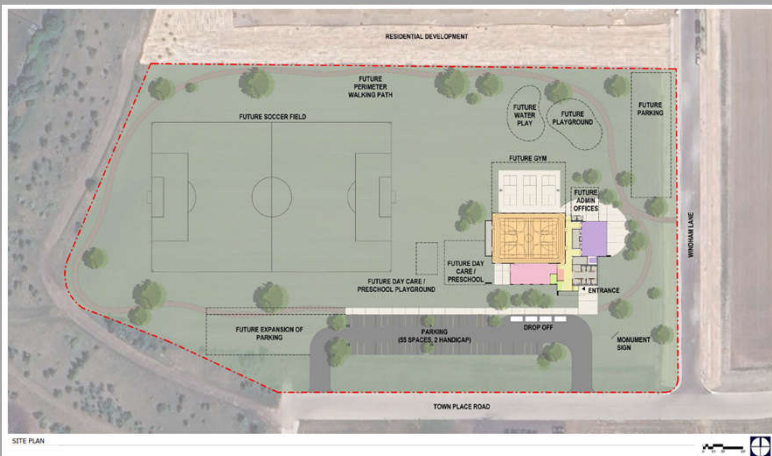 RESIDENTIAL DEVELOPMENT
FUTURE
PERIMETER
WALKING PATH
FUTURE
WATER
PLAY
FUTURE
PLAYGROUND
FUTURE
PARKING
FUTURE SOCCER FIELD
FUTURE GYM
FUTURE
ADMIN
OFFICES
WINDHAM LANE
FUTURE DAY
CARE /
PRESCHOOL
FUTURE DAY CARE /
PRESCHOOL PLAYGROUND
ENTRANCE
FUTURE EXPANSION OF
PARKING
PARKING
(55 SPACES, 2 HANDICAP)
DROP OFF
MONUMENT
SIGN
TOWN PLACE ROAD
SITE PLAN